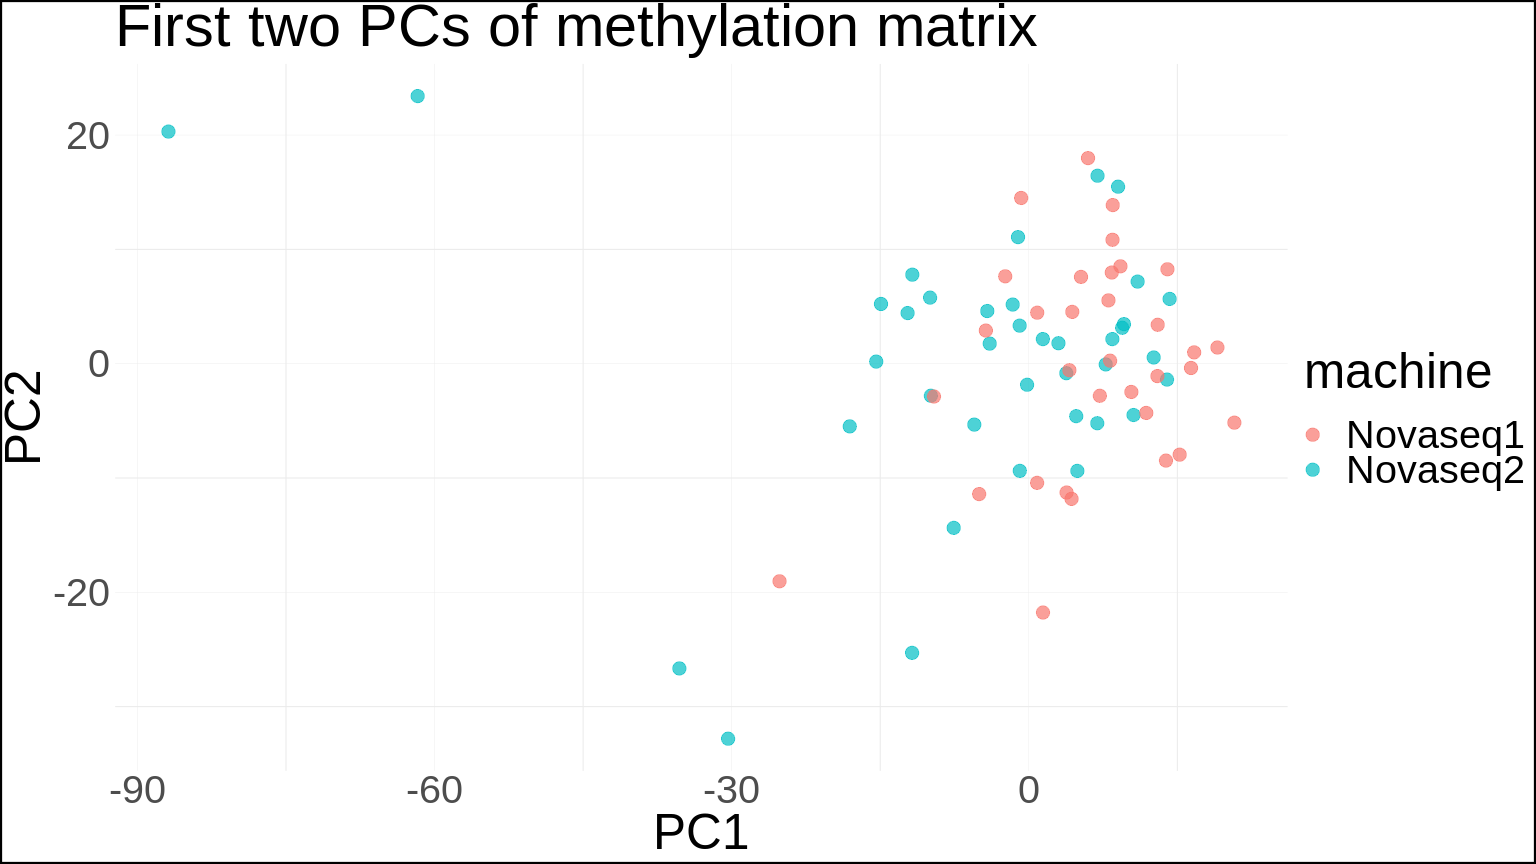 First two PCs of methylation matrix
20
0
-20
PC2
-90
-60
-30
0
PC1
machine
Novaseq1
Novaseq2